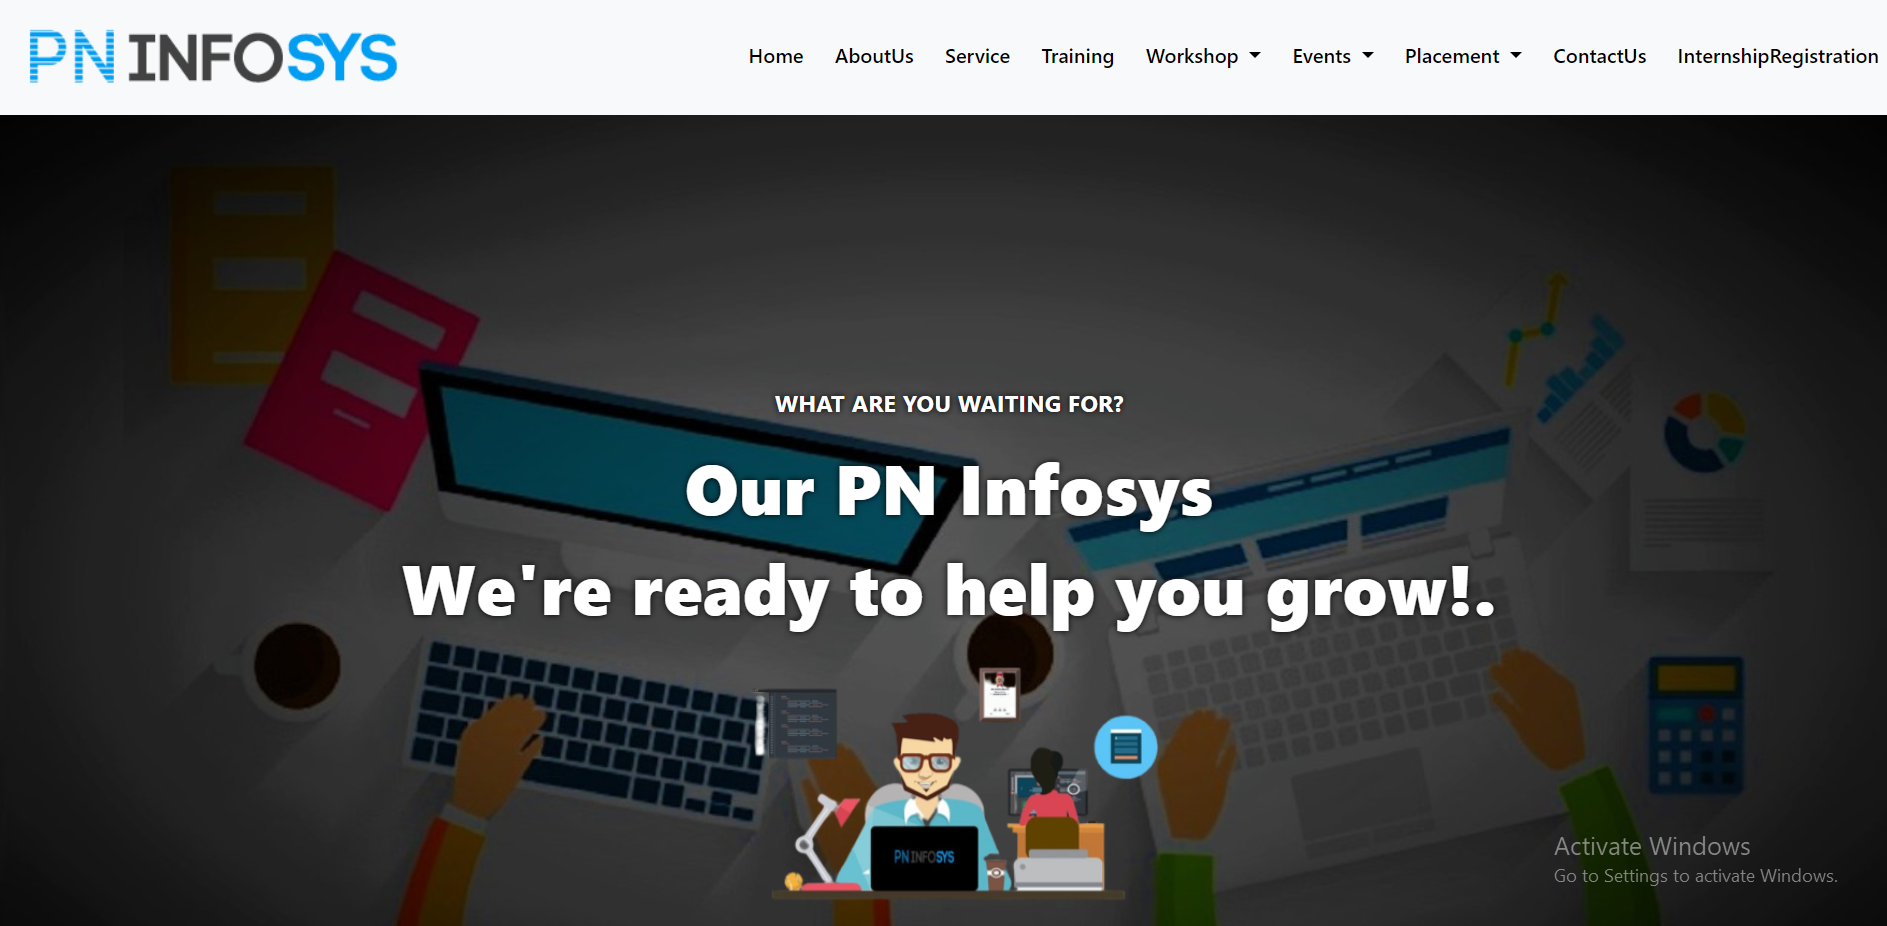 PN INFOSYS
Home AboutUs Service Training Workshop Events Placement ContactUs InternshipRegistration
WHAT ARE YOU WAITING FOR?
Our PN Infosys
We're ready to help you grow!.
PN INFOSYS
Activate Windows
Go to Settings to activate Windows.